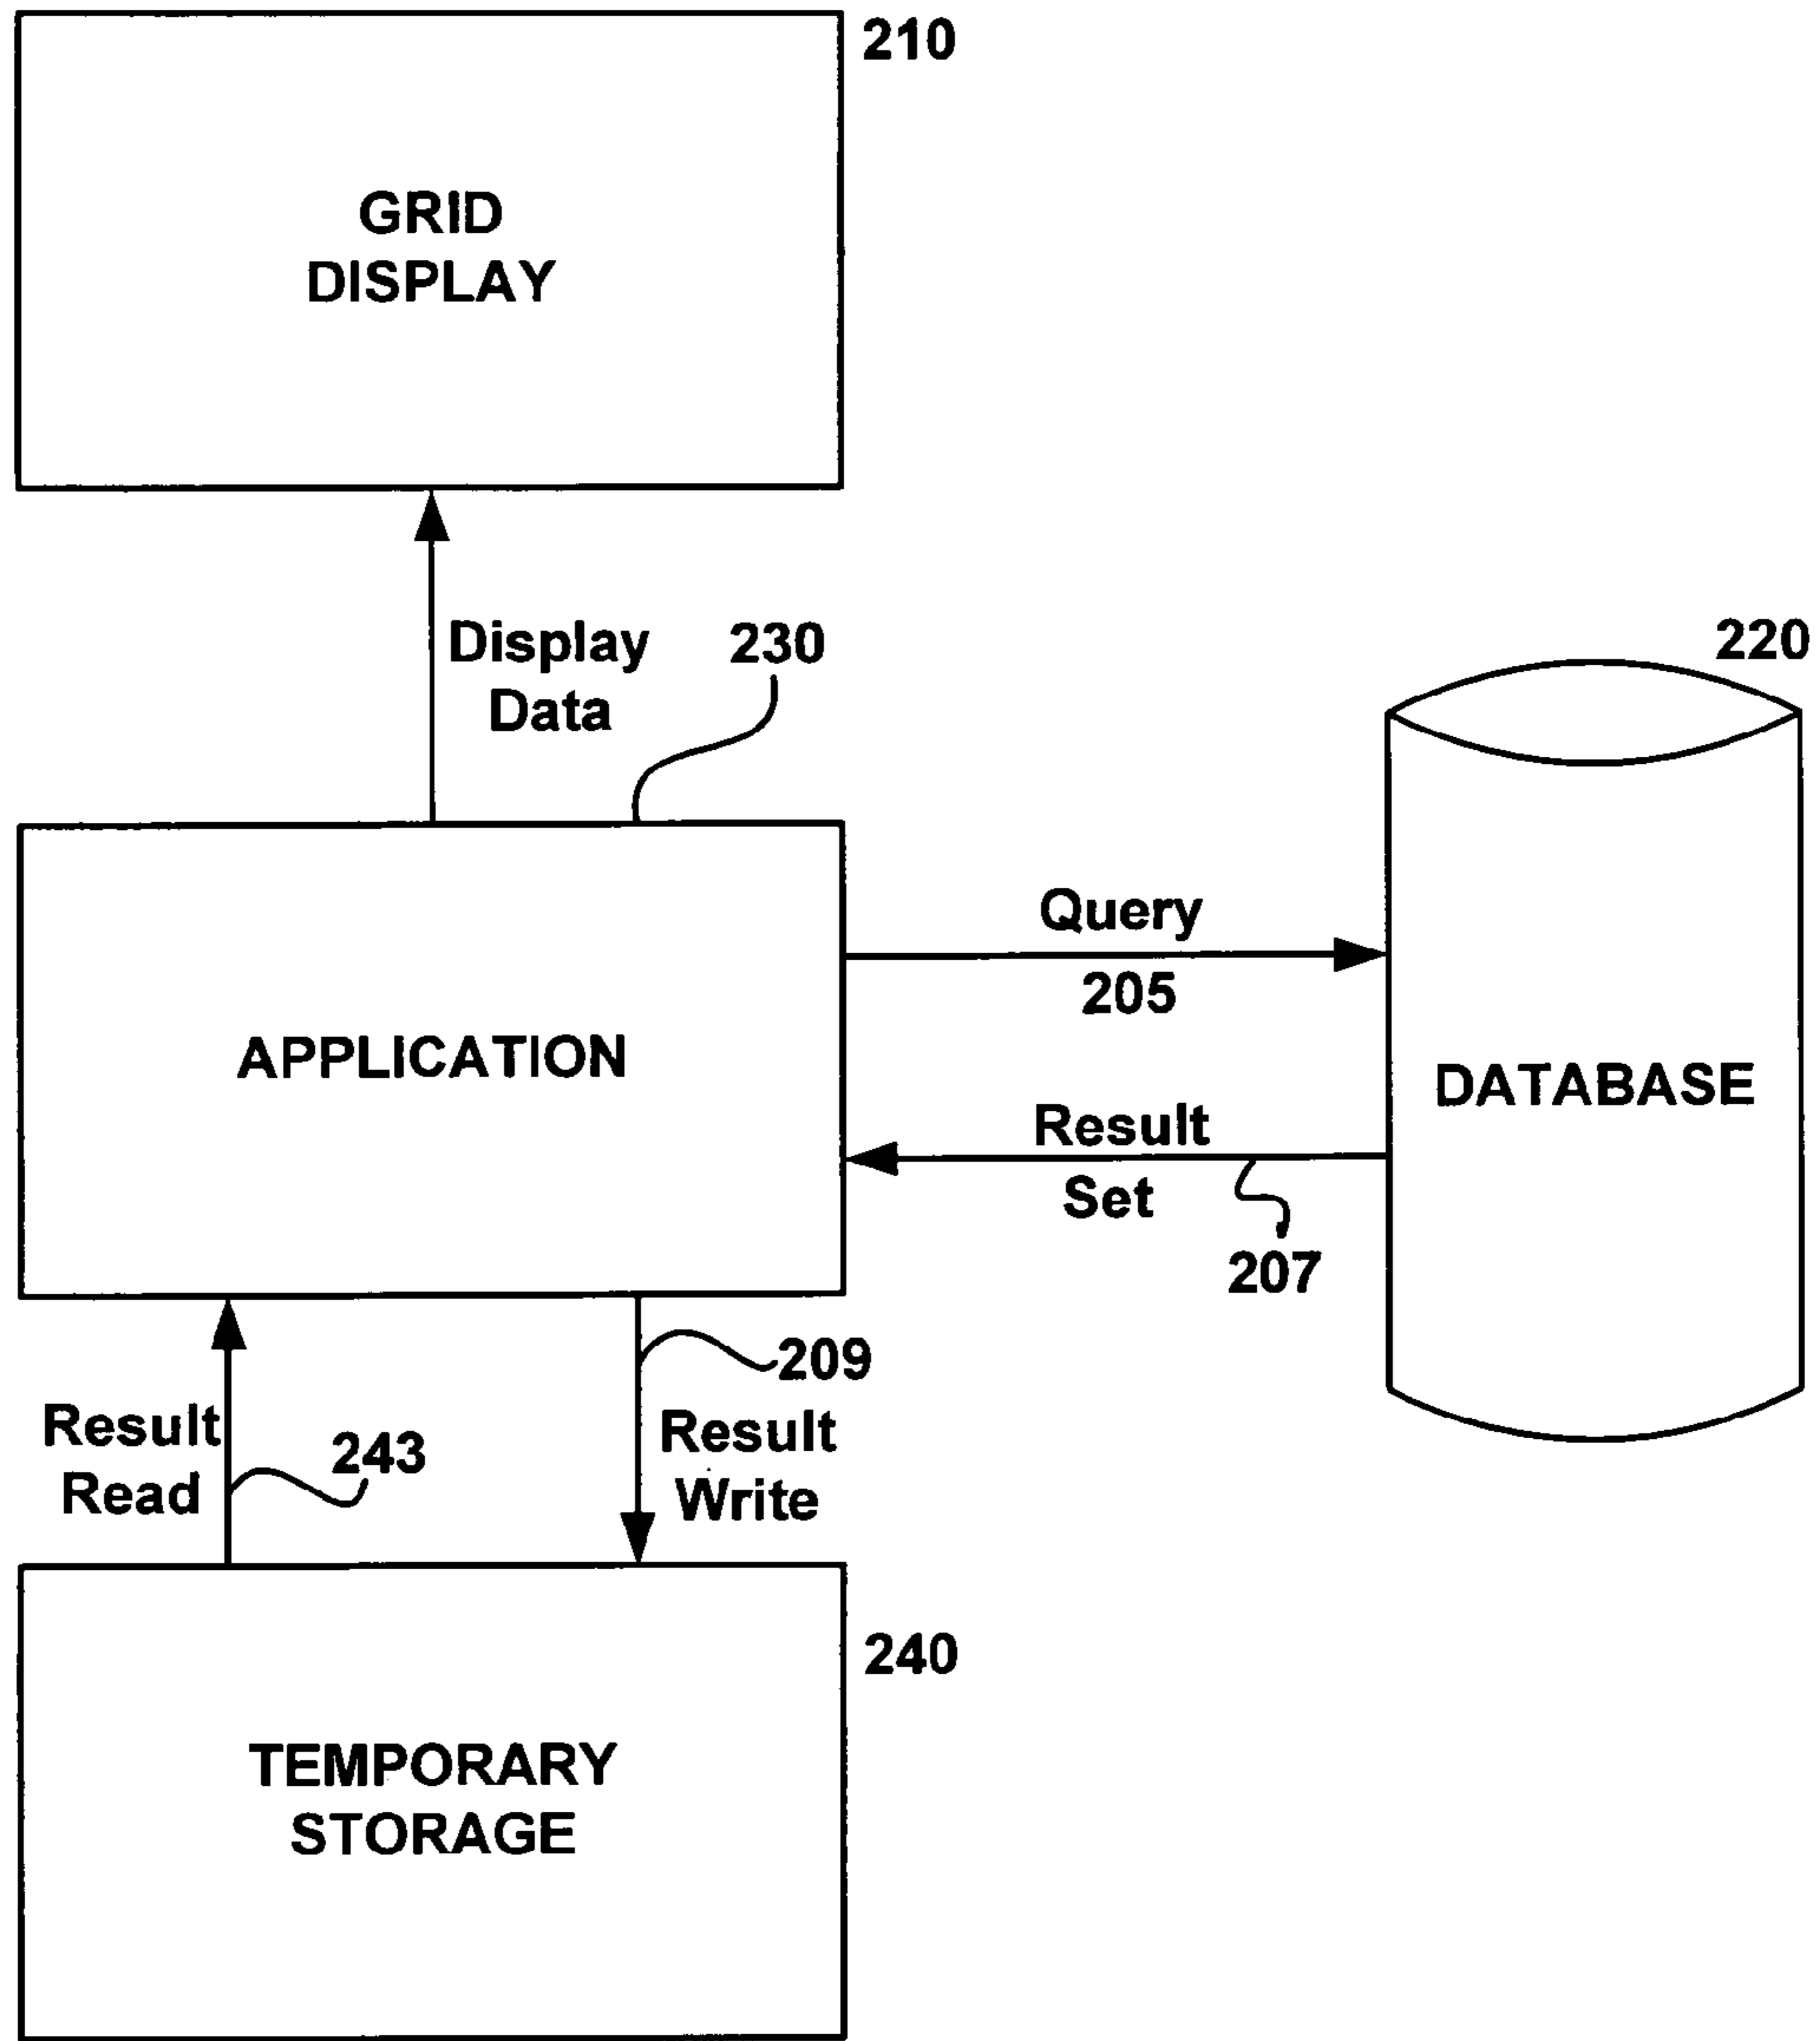 210
GRID
DISPLAY
Display
Data
230
220
Query
205
APPLICATION
DATABASE
Result
Set
207
209
Result
Read
243
Result
Write
240
TEMPORARY
STORAGE